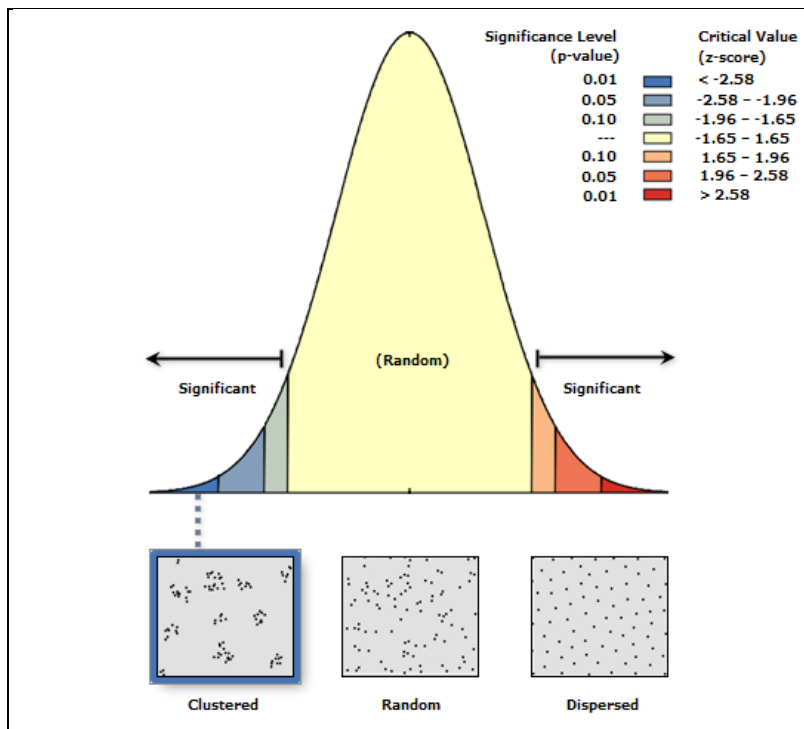 Significance Level Critical Value
(p-value) (z-score)
0.01 < -2.58
0.05 -2.58 – -1.96
0.10 -1.96 – -1.65
--- -1.65 – 1.65
0.10 1.65 – 1.96
0.05 1.96 – 2.58
0.01 > 2.58
(Random)
Significant Significant
Clustered Random Dispersed